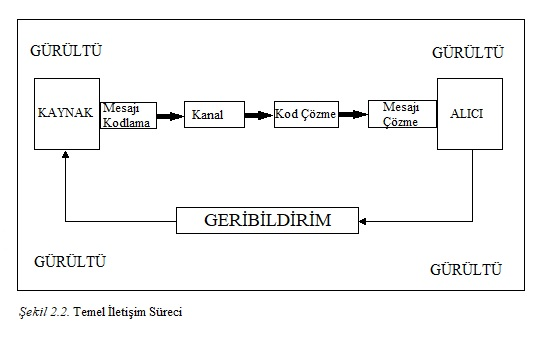 GÜRÜLTÜ
GÜRÜLTÜ
KAYNAK
Mesajı
Kodlama
Kanal
Kod Çözme
Mesajı
Çözme
ALICI
GERİBİLDİRİM
GÜRÜLTÜ
GÜRÜLTÜ
Şekil 2.2. Temel İletişim Süreci